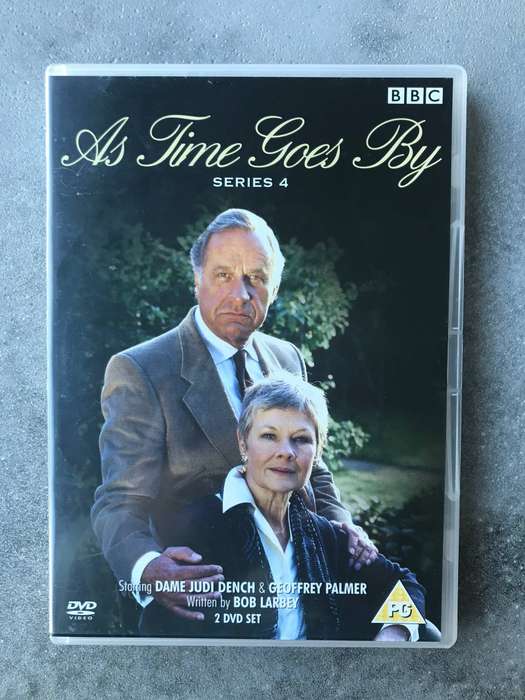 BBC
As Time Goes By
SERIES 4
Starring DAME JUDI DENCH & GEOFFREY PALMER
Written by BOB LARBEY
2 DVD SET
DVD
VIDEO
PG